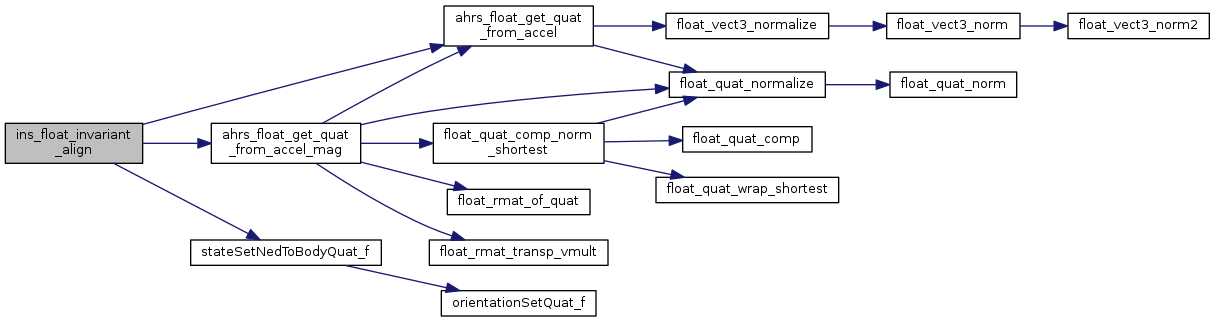 ahrs_float_get_quat
_from_accel
float_vect3_normalize
float_vect3_norm
float_vect3_norm2
float_quat_normalize
float_quat_norm
ins_float_invariant
_align
ahrs_float_get_quat
_from_accel_mag
float_quat_comp_norm
_shortest
float_quat_comp
float_quat_wrap_shortest
float_rmat_of_quat
stateSetNedToBodyQuat_f
float_rmat_transp_vmult
orientationSetQuat_f